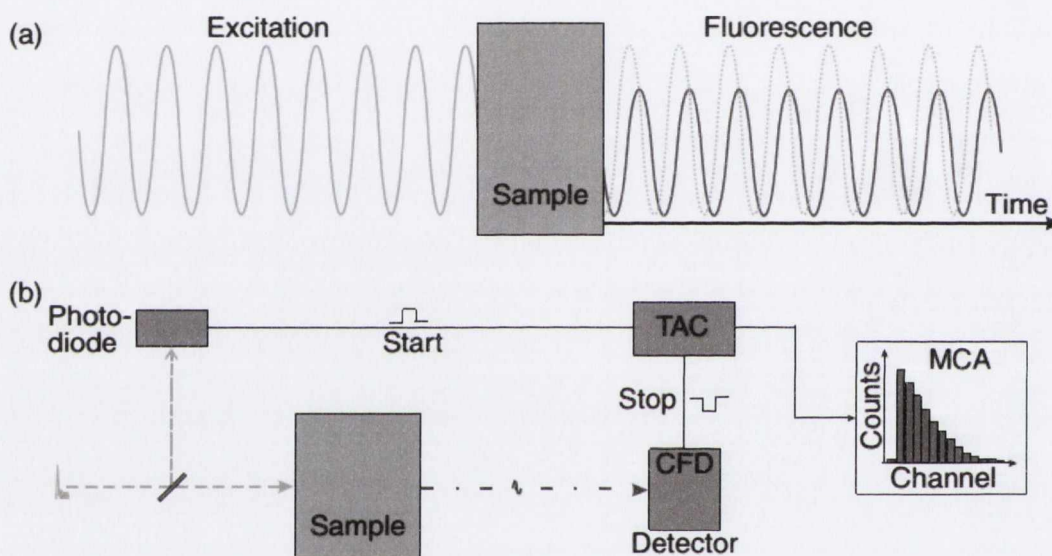 (a)
Excitation
Fluorescence
Sample
Time
(b)
Photo-
diode
Start
TAC
Stop
MCA
Counts
Channel
CFD
Sample
Detector